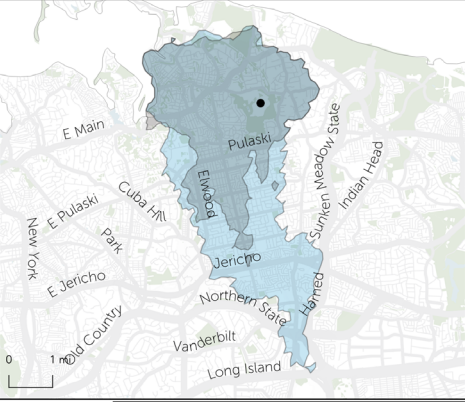 E Main
Pulaski
Sunken Meadow State
Indian Head
Elwood
Cuba Hill
E Pulaski
Park
New York
Jericho
E Jericho
Northern State
Harned
Old Country
Vanderbilt
Long Island
0 1 mi